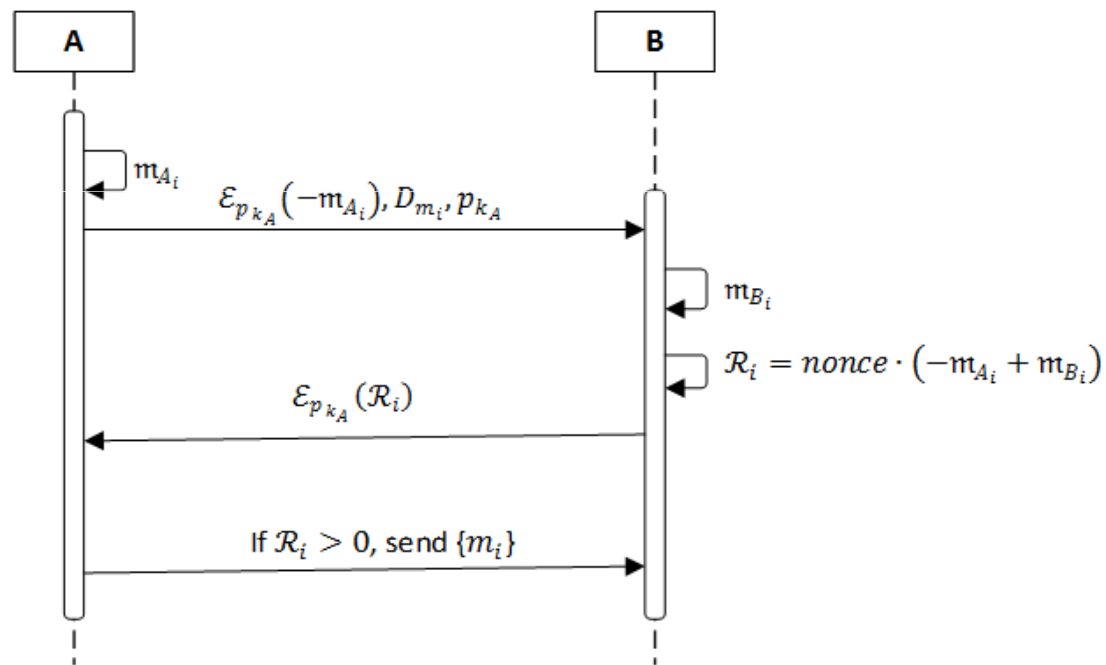 A B
𝔪_{A_i}
ℰ_{p_{k_A}}(−𝔪_{A_i}), D_{m_i}, p_{k_A}
𝔪_{B_i}
ℛ_i = nonce · (−𝔪_{A_i} + 𝔪_{B_i})
ℰ_{p_{k_A}}(ℛ_i)
If ℛ_i > 0, send {m_i}